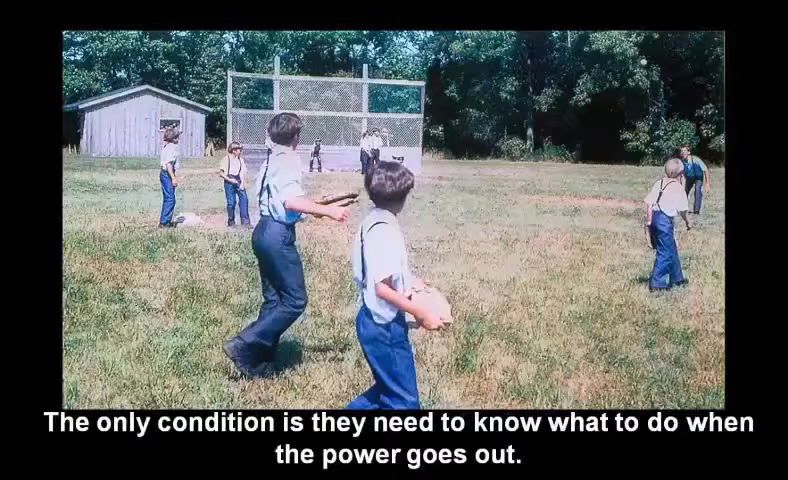 The only condition is they need to know what to do when
the power goes out.